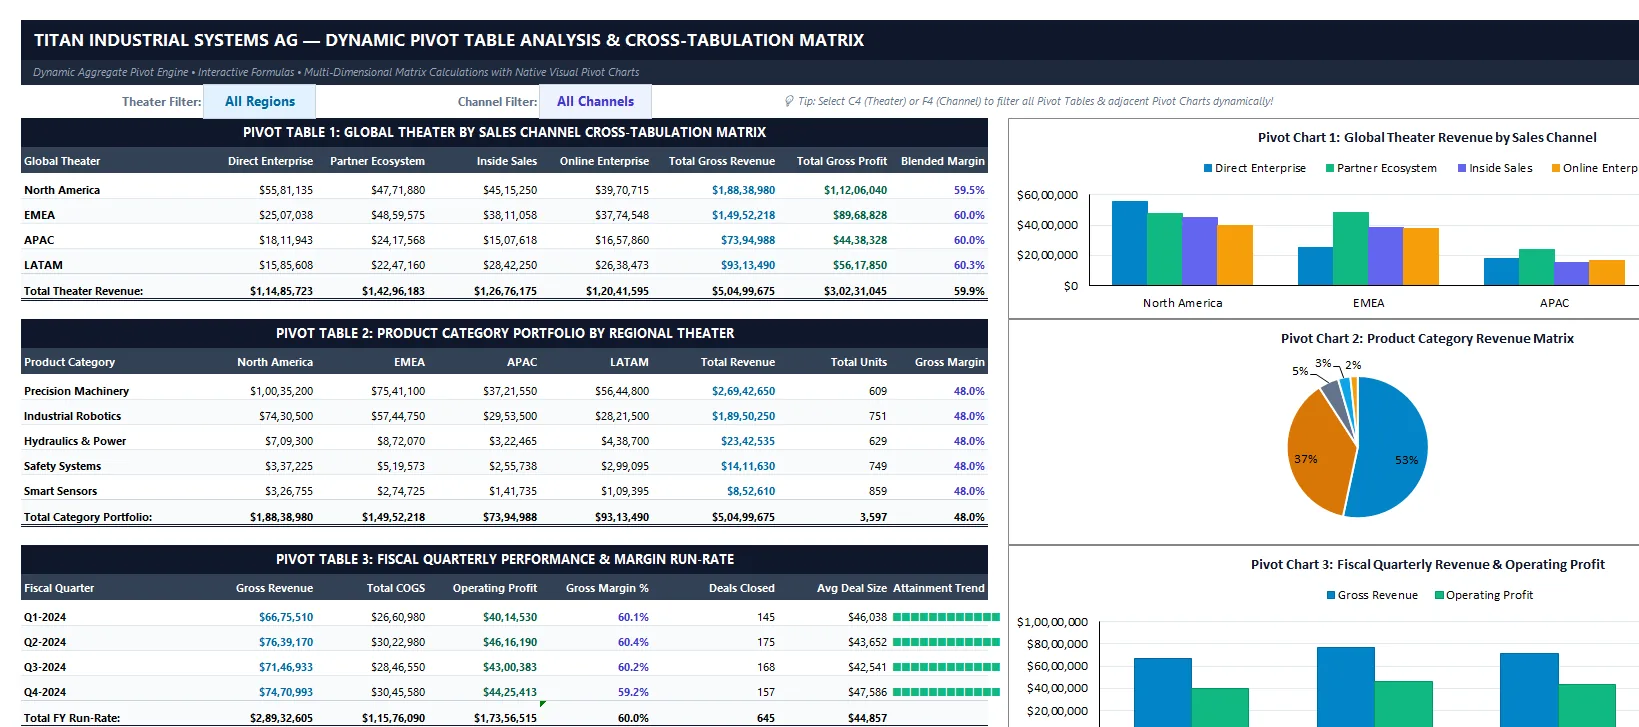 TITAN INDUSTRIAL SYSTEMS AG — DYNAMIC PIVOT TABLE ANALYSIS & CROSS-TABULATION MATRIX
Dynamic Aggregate Pivot Engine • Interactive Formulas • Multi-Dimensional Matrix Calculations with Native Visual Pivot Charts
Theater Filter: All Regions Channel Filter: All Channels 💡 Tip: Select C4 (Theater) or F4 (Channel) to filter all Pivot Tables & adjacent Pivot Charts dynamically!
PIVOT TABLE 1: GLOBAL THEATER BY SALES CHANNEL CROSS-TABULATION MATRIX
Global Theater Direct Enterprise Partner Ecosystem Inside Sales Online Enterprise Total Gross Revenue Total Gross Profit Blended Margin
North America $55,81,135 $47,71,880 $45,15,250 $39,70,715 $1,88,38,980 $1,12,06,040 59.5%
EMEA $25,07,038 $48,59,575 $38,11,058 $37,74,548 $1,49,52,218 $89,68,828 60.0%
APAC $18,11,943 $24,17,568 $15,07,618 $16,57,860 $73,94,988 $44,38,328 60.0%
LATAM $15,85,608 $22,47,160 $28,42,250 $26,38,473 $93,13,490 $56,17,850 60.3%
Total Theater Revenue: $1,14,85,723 $1,42,96,183 $1,26,76,175 $1,20,41,595 $5,04,99,675 $3,02,31,045 59.9%
PIVOT TABLE 2: PRODUCT CATEGORY PORTFOLIO BY REGIONAL THEATER
Product Category North America EMEA APAC LATAM Total Revenue Total Units Gross Margin
Precision Machinery $1,00,35,200 $75,41,100 $37,21,550 $56,44,800 $2,69,42,650 609 48.0%
Industrial Robotics $74,30,500 $57,44,750 $29,53,500 $28,21,500 $1,89,50,250 751 48.0%
Hydraulics & Power $7,09,300 $8,72,070 $3,22,465 $4,38,700 $23,42,535 629 48.0%
Safety Systems $3,37,225 $5,19,573 $2,55,738 $2,99,095 $14,11,630 749 48.0%
Smart Sensors $3,26,755 $2,74,725 $1,41,735 $1,09,395 $8,52,610 859 48.0%
Total Category Portfolio: $1,88,38,980 $1,49,52,218 $73,94,988 $93,13,490 $5,04,99,675 3,597 48.0%
PIVOT TABLE 3: FISCAL QUARTERLY PERFORMANCE & MARGIN RUN-RATE
Fiscal Quarter Gross Revenue Total COGS Operating Profit Gross Margin % Deals Closed Avg Deal Size Attainment Trend
Q1-2024 $66,75,510 $26,60,980 $40,14,530 60.1% 145 $46,038
Q2-2024 $76,39,170 $30,22,980 $46,16,190 60.4% 175 $43,652
Q3-2024 $71,46,933 $28,46,550 $43,00,383 60.2% 168 $42,541
Q4-2024 $74,70,993 $30,45,580 $44,25,413 59.2% 157 $47,586
Total FY Run-Rate: $2,89,32,605 $1,15,76,090 $1,73,56,515 60.0% 645 $44,857
Pivot Chart 1: Global Theater Revenue by Sales Channel
Direct Enterprise Partner Ecosystem Inside Sales Online Enterp
$60,00,000
$40,00,000
$20,00,000
$0
North America EMEA APAC
Pivot Chart 2: Product Category Revenue Matrix
5% 3% 2%
37% 53%
Pivot Chart 3: Fiscal Quarterly Revenue & Operating Profit
Gross Revenue Operating Profit
$1,00,00,000
$80,00,000
$60,00,000
$40,00,000
$20,00,000